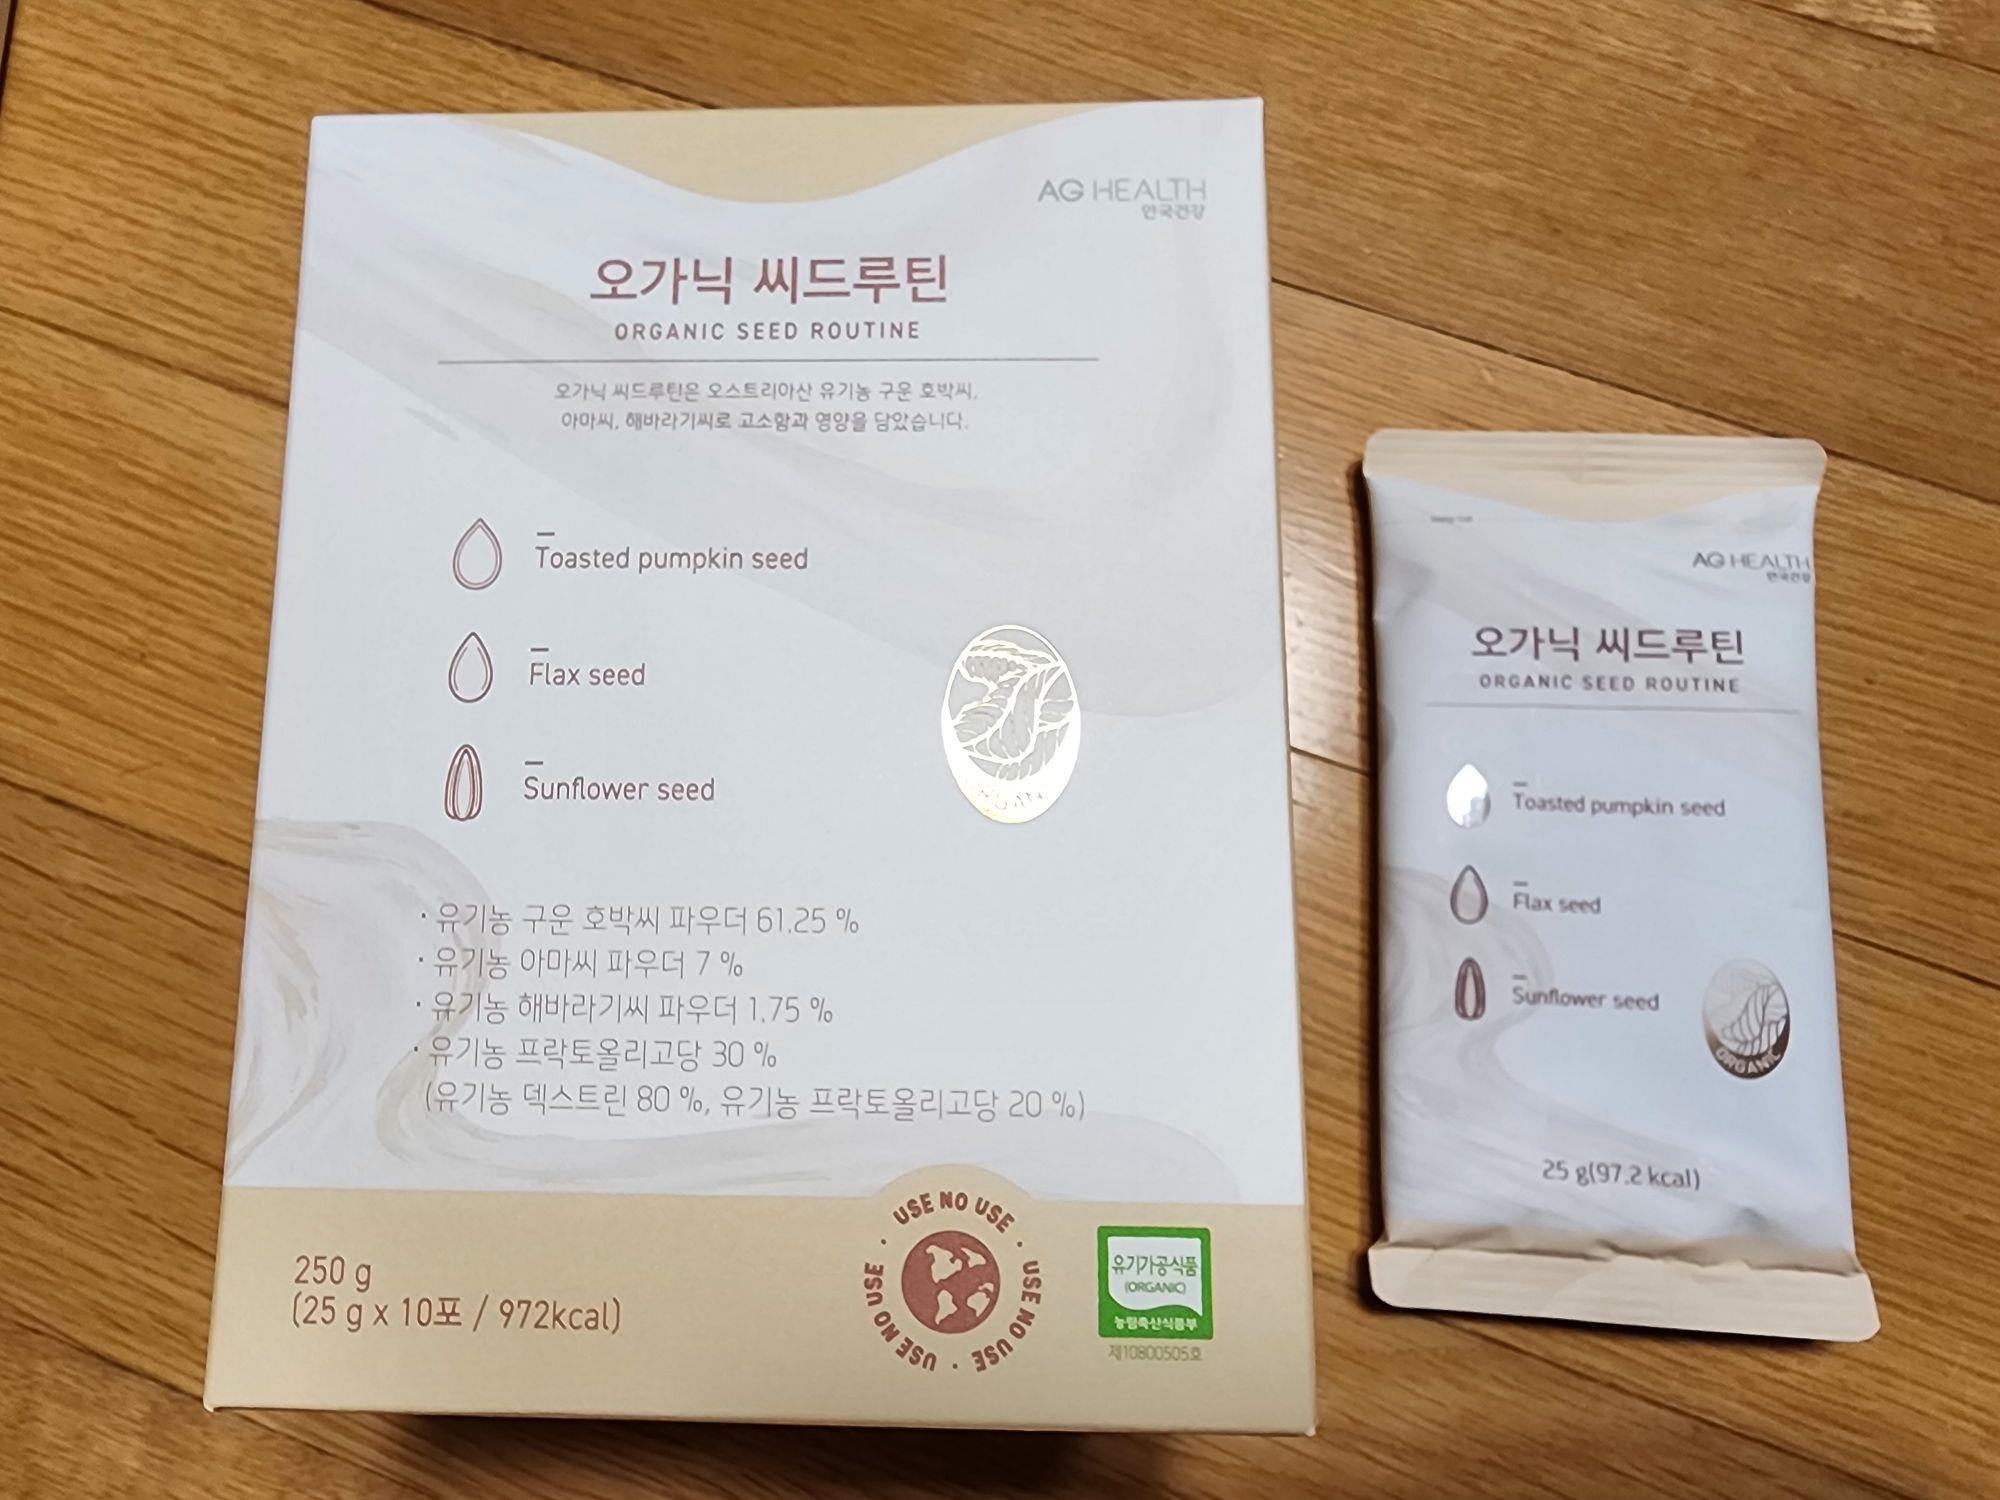 AG HEALTH
안국건강
오가닉 씨드루틴
ORGANIC SEED ROUTINE
오가닉 씨드루틴은 오스트리아산 유기농 구운 호박씨,
아마씨, 해바라기씨로 고소함과 영양을 담았습니다.
Toasted pumpkin seed
Flax seed
Sunflower seed
· 유기농 구운 호박씨 파우더 61.25 %
· 유기농 아마씨 파우더 7 %
· 유기농 해바라기씨 파우더 1.75 %
· 유기농 프락토올리고당 30 %
(유기농 덱스트린 80 %, 유기농 프락토올리고당 20 %)
250 g
(25 g x 10포 / 972kcal)
USE NO USE · USE NO USE · USE NO USE ·
유기가공식품
(ORGANIC)
농림축산식품부
제10800505호
AG HEALTH
안국건강
오가닉 씨드루틴
ORGANIC SEED ROUTINE
Toasted pumpkin seed
Flax seed
Sunflower seed
ORGANIC
25 g(97.2 kcal)